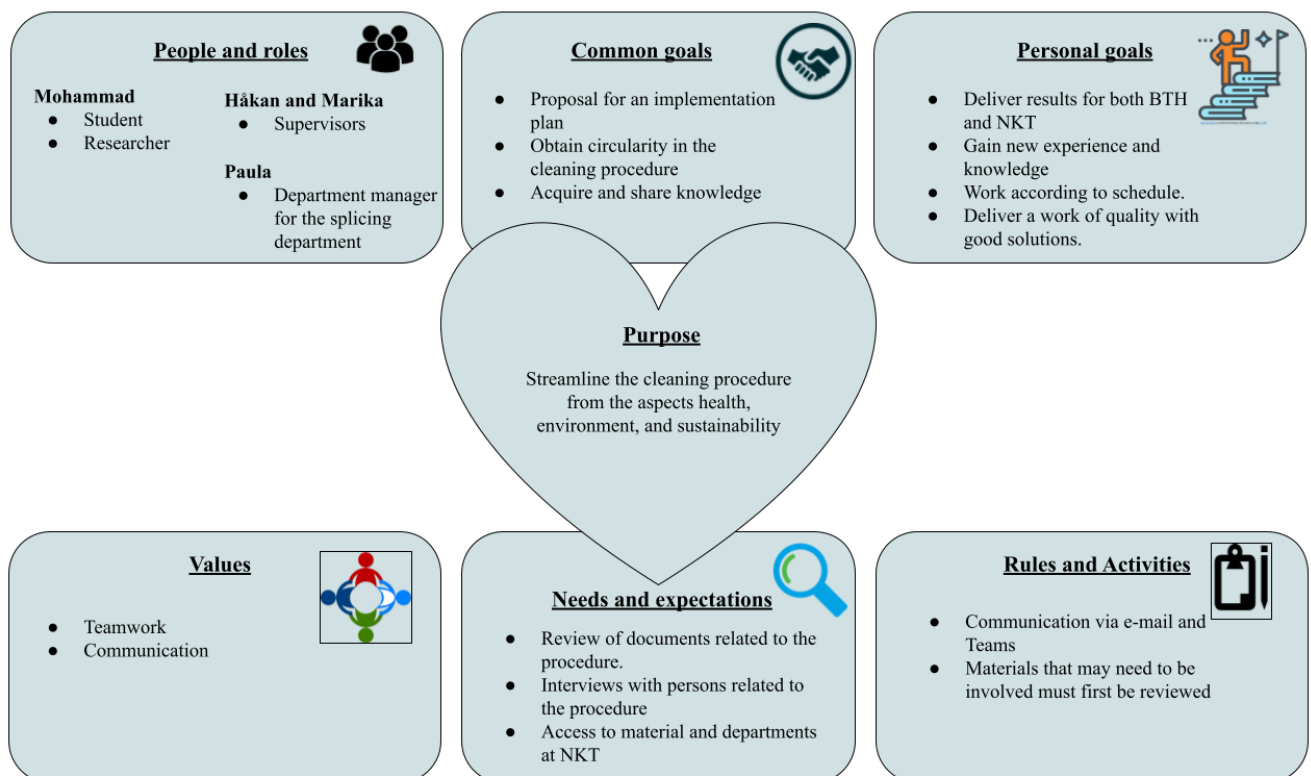 People and roles
Mohammad
● Student
● Researcher
Håkan and Marika
● Supervisors
Paula
● Department manager
for the splicing
department
Common goals
● Proposal for an implementation
plan
● Obtain circularity in the
cleaning procedure
● Acquire and share knowledge
Personal goals
● Deliver results for both BTH
and NKT
● Gain new experience and
knowledge
● Work according to schedule.
● Deliver a work of quality with
good solutions.
Purpose
Streamline the cleaning procedure
from the aspects health,
environment, and sustainability
Values
● Teamwork
● Communication
Needs and expectations
● Review of documents related to the
procedure.
● Interviews with persons related to
the procedure
● Access to material and departments
at NKT
Rules and Activities
● Communication via e-mail and
Teams
● Materials that may need to be
involved must first be reviewed